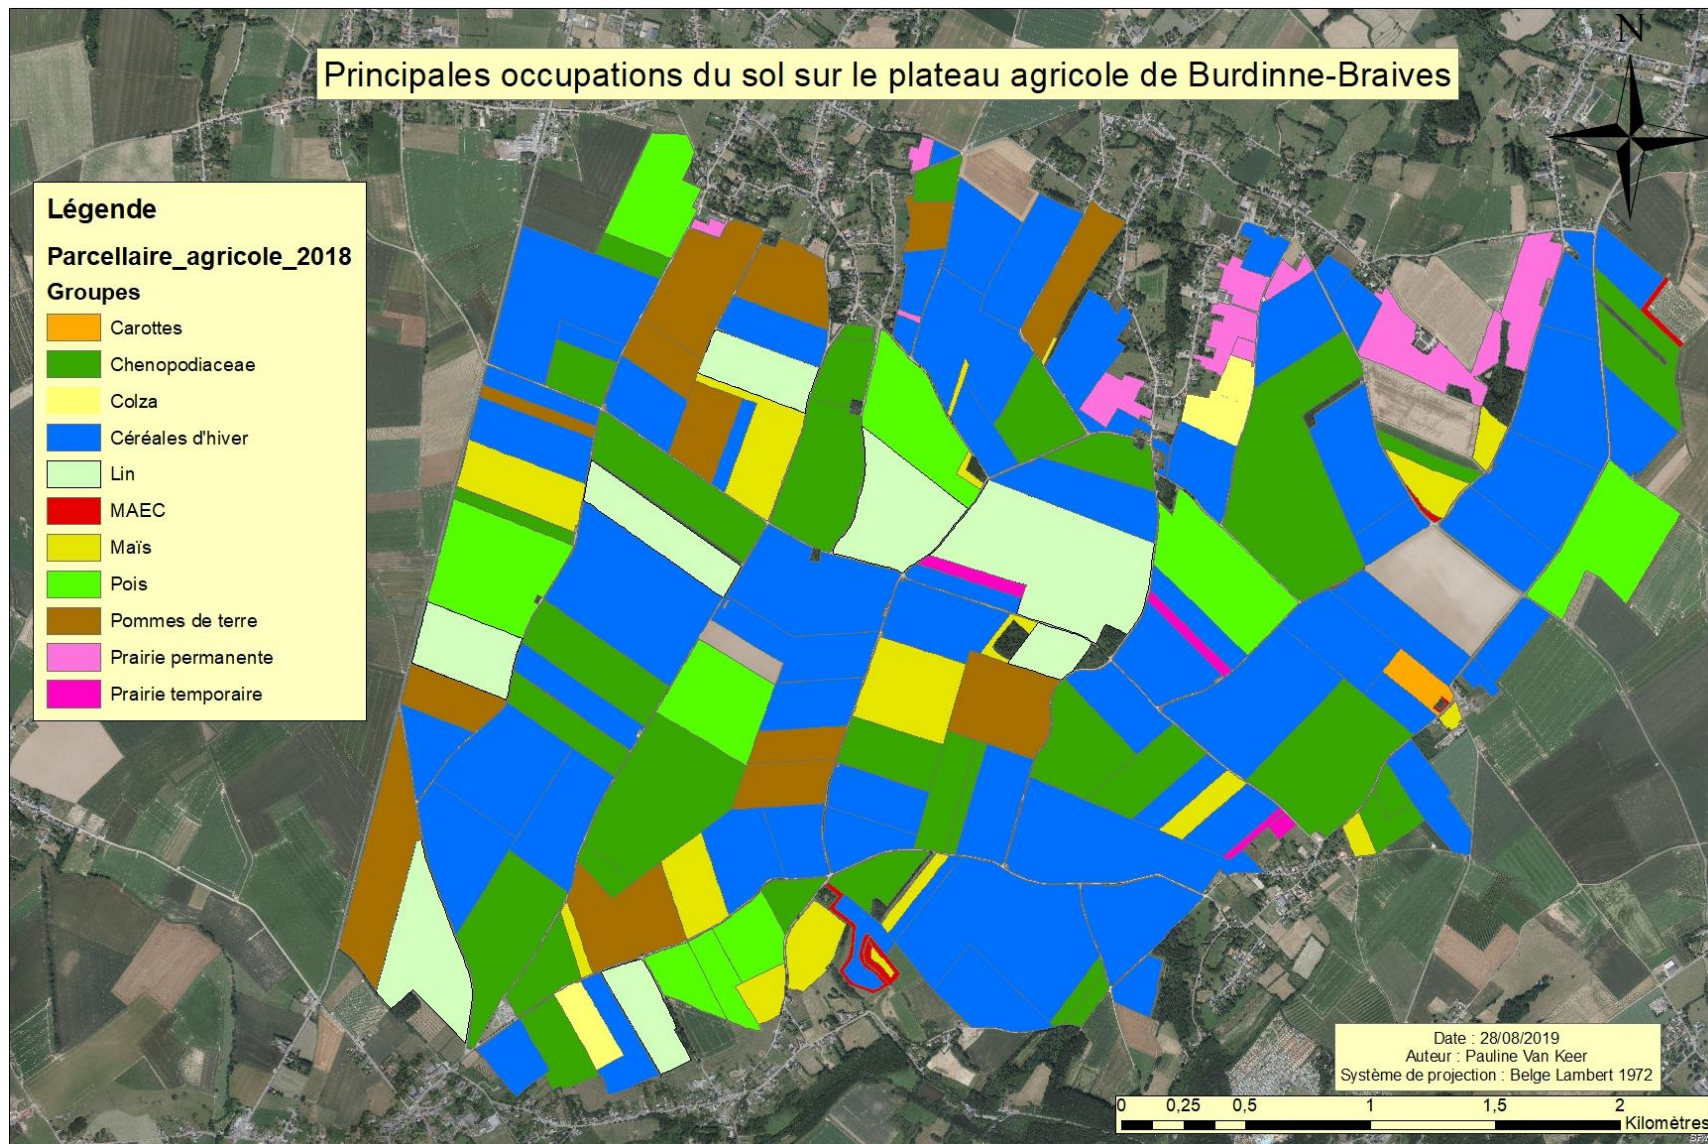 Principales occupations du sol sur le plateau agricole de Burdinne-Braives
N
Légende
Parcellaire_agricole_2018
Groupes
Carottes
Chenopodiaceae
Colza
Céréales d'hiver
Lin
MAEC
Maïs
Pois
Pommes de terre
Prairie permanente
Prairie temporaire
Date : 28/08/2019
Auteur : Pauline Van Keer
Système de projection : Belge Lambert 1972
0 0,25 0,5 1 1,5 2
Kilomètres